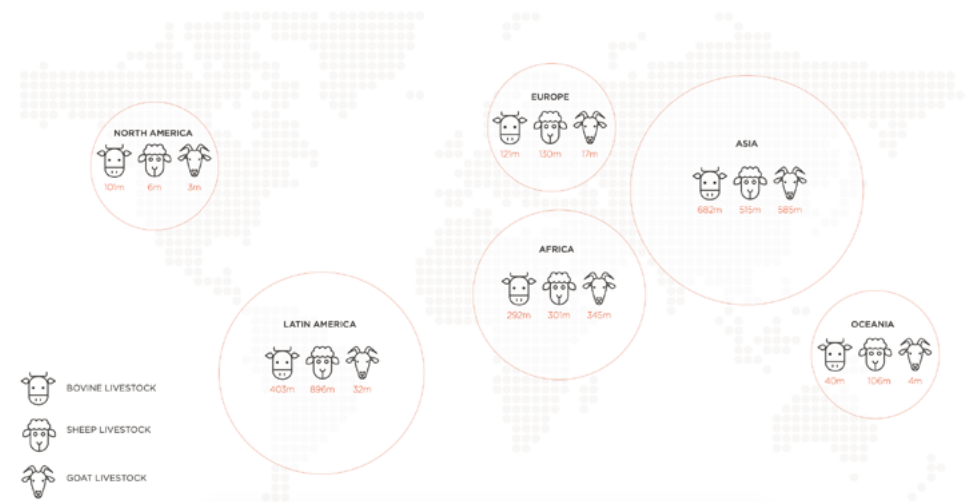 NORTH AMERICA
101m 6m 3m
EUROPE
121m 130m 17m
ASIA
682m 515m 585m
AFRICA
292m 301m 345m
LATIN AMERICA
403m 896m 32m
OCEANIA
40m 106m 4m
BOVINE LIVESTOCK
SHEEP LIVESTOCK
GOAT LIVESTOCK